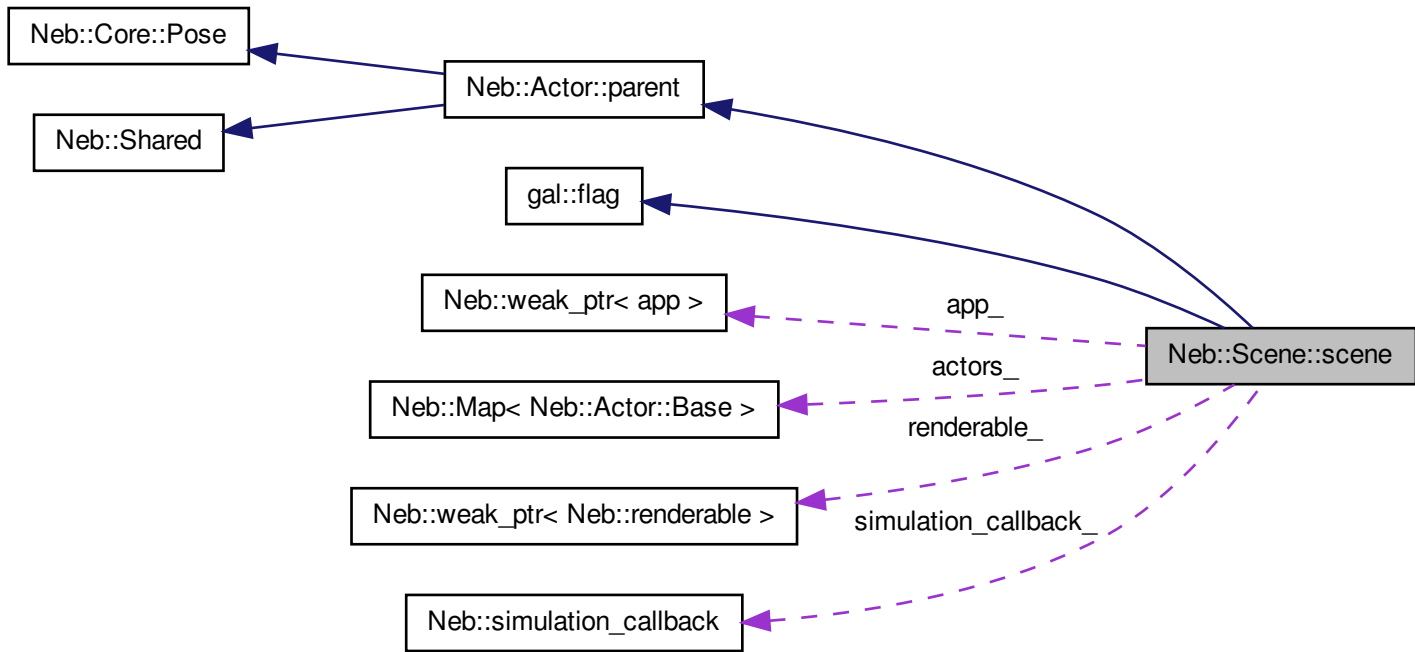 Neb::Core::Pose
Neb::Actor::parent
Neb::Shared
gal::flag
Neb::weak_ptr< app >
app_
Neb::Scene::scene
actors_
Neb::Map< Neb::Actor::Base >
renderable_
Neb::weak_ptr< Neb::renderable >
simulation_callback_
Neb::simulation_callback